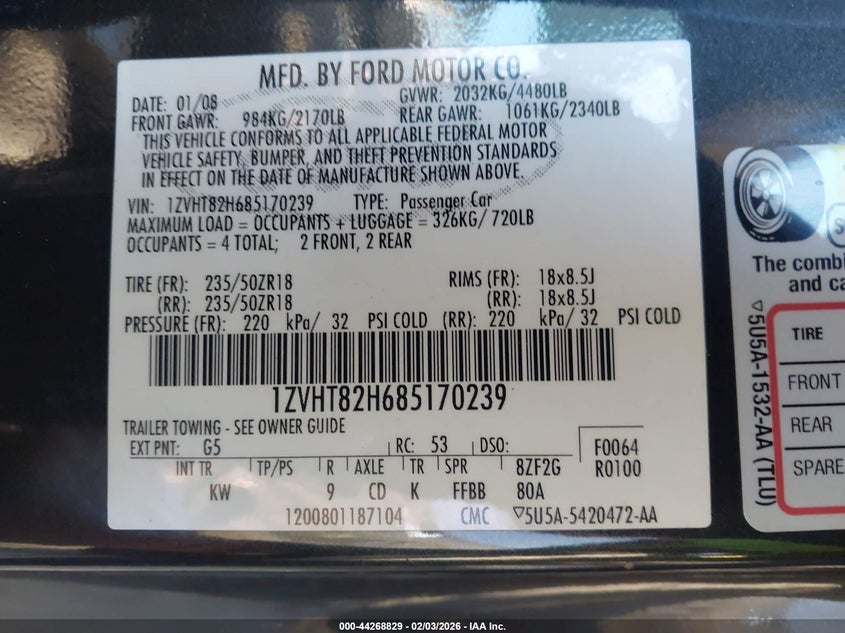 MFD. BY FORD MOTOR CO.
DATE: 01/08 GVWR: 2032KG/4480LB
FRONT GAWR: 984KG/2170LB REAR GAWR: 1061KG/2340LB
THIS VEHICLE CONFORMS TO ALL APPLICABLE FEDERAL MOTOR
VEHICLE SAFETY, BUMPER, AND THEFT PREVENTION STANDARDS
IN EFFECT ON THE DATE OF MANUFACTURE SHOWN ABOVE.
VIN: 1ZVHT82H685170239 TYPE: Passenger Car
MAXIMUM LOAD = OCCUPANTS + LUGGAGE = 326KG/ 720LB
OCCUPANTS = 4 TOTAL; 2 FRONT, 2 REAR
TIRE (FR): 235/50ZR18 RIMS (FR): 18x8.5J
(RR): 235/50ZR18 (RR): 18x8.5J
PRESSURE (FR): 220 kPa/ 32 PSI COLD (RR): 220 kPa/ 32 PSI COLD
1ZVHT82H685170239
TRAILER TOWING - SEE OWNER GUIDE
EXT PNT: G5 RC: 53 DSO: F0064
INT TR TP/PS R AXLE TR SPR 8ZF2G R0100
KW 9 CD K FFBB 80A
1200801187104 CMC ▽5U5A-5420472-AA
The combi
and ca
▽5U5A-1532-AA (TLU)
TIRE
FRONT
REAR
SPARE
000-44268829 - 02/03/2026 - IAA Inc.